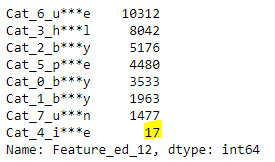 Cat_6_u***e    10312
Cat_3_h***l     8042
Cat_2_b***y     5176
Cat_5_p***e     4480
Cat_0_b***y     3533
Cat_1_b***y     1963
Cat_7_u***n     1477
Cat_4_i***e       17
Name: Feature_ed_12, dtype: int64